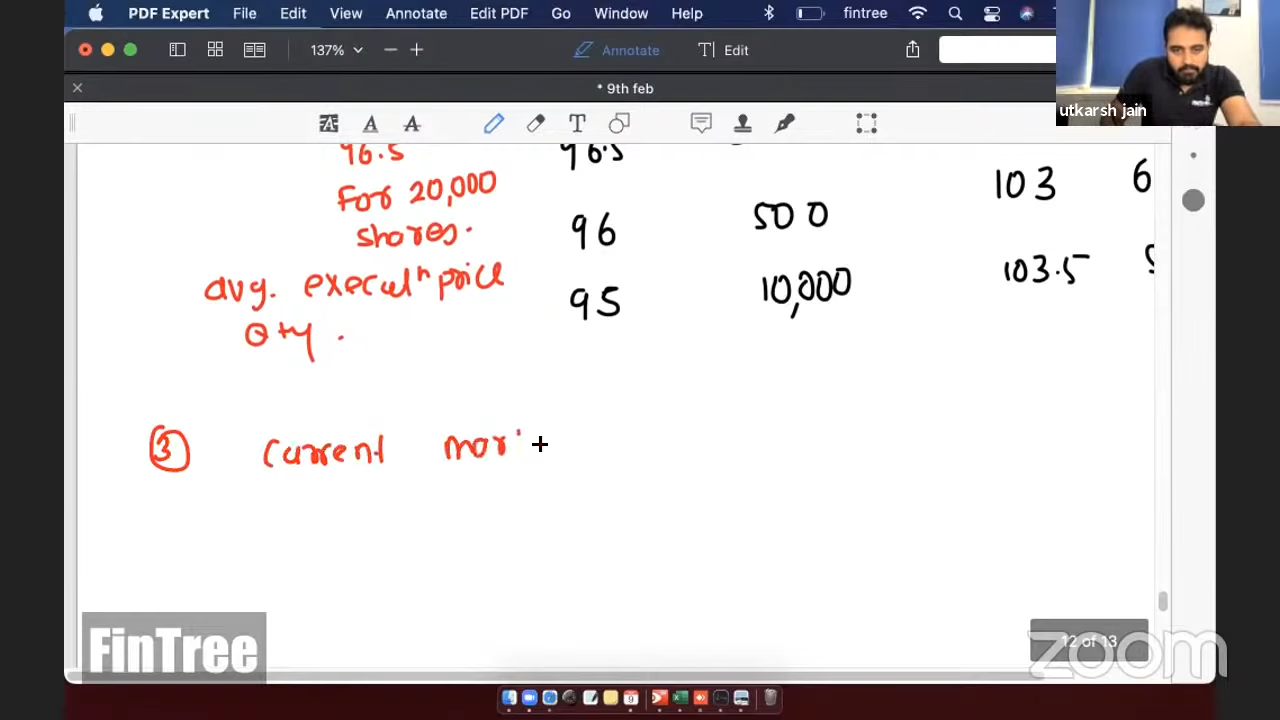 PDF Expert File Edit View Annotate Edit PDF Go Window Help fintree
137% Annotate T Edit
* 9th feb
utkarsh jain
96.5 96.5
103 6
For 20,000
shares. 96 500
avg. execuⁿ price 95 10,000 103.5
Qty.
③ Current mor
FinTree
12 of 13
zoom